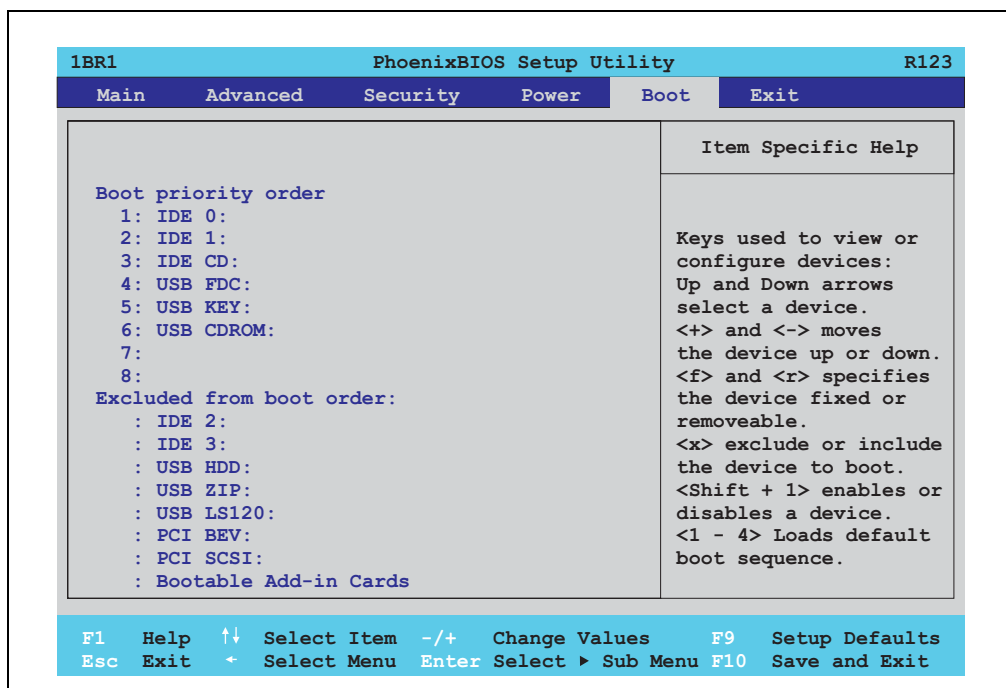 1BR1 PhoenixBIOS Setup Utility R123
Main Advanced Security Power Boot Exit
Boot priority order
1: IDE 0:
2: IDE 1:
3: IDE CD:
4: USB FDC:
5: USB KEY:
6: USB CDROM:
7:
8:
Excluded from boot order:
: IDE 2:
: IDE 3:
: USB HDD:
: USB ZIP:
: USB LS120:
: PCI BEV:
: PCI SCSI:
: Bootable Add-in Cards
Item Specific Help
Keys used to view or
configure devices:
Up and Down arrows
select a device.
<+> and <-> moves
the device up or down.
<f> and <r> specifies
the device fixed or
removeable.
<x> exclude or include
the device to boot.
<Shift + 1> enables or
disables a device.
<1 - 4> Loads default
boot sequence.
F1 Help ↑↓ Select Item -/+ Change Values F9 Setup Defaults
Esc Exit ← Select Menu Enter Select ▶ Sub Menu F10 Save and Exit